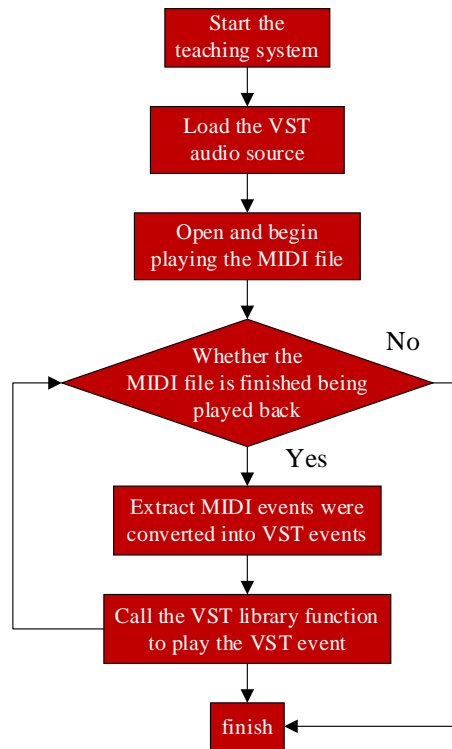 Start the
teaching system
Load the VST
audio source
Open and begin
playing the MIDI file
Whether the
MIDI file is finished being
played back
No
Yes
Extract MIDI events were
converted into VST events
Call the VST library function
to play the VST event
finish